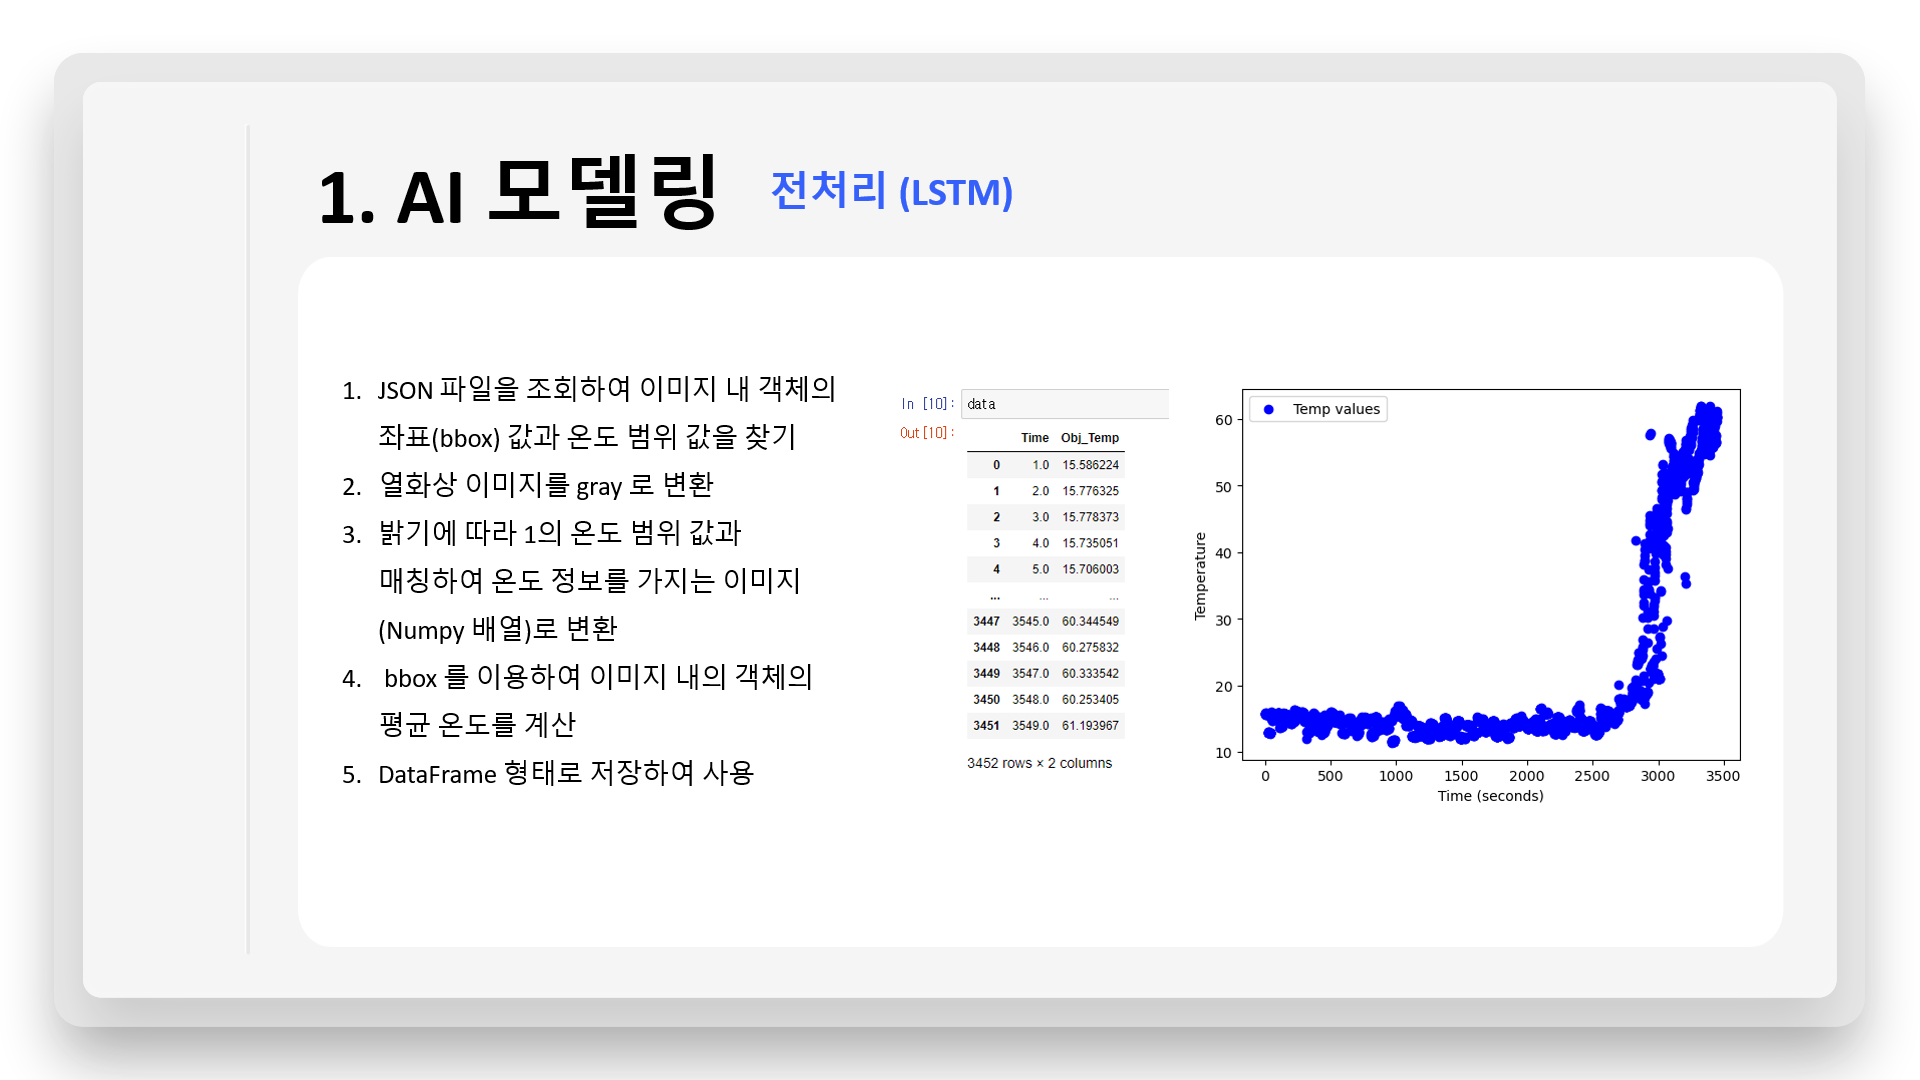 1. AI 모델링
전처리 (LSTM)
1. JSON 파일을 조회하여 이미지 내 객체의
좌표(bbox) 값과 온도 범위 값을 찾기
2. 열화상 이미지를 gray 로 변환
3. 밝기에 따라 1의 온도 범위 값과
매칭하여 온도 정보를 가지는 이미지
(Numpy 배열)로 변환
4. bbox 를 이용하여 이미지 내의 객체의
평균 온도를 계산
5. DataFrame 형태로 저장하여 사용
In [10]: data
Out[10]:
Time Obj_Temp
0 1.0 15.586224
1 2.0 15.776325
2 3.0 15.778373
3 4.0 15.735051
4 5.0 15.706003
... ... ...
3447 3545.0 60.344549
3448 3546.0 60.275832
3449 3547.0 60.333542
3450 3548.0 60.253405
3451 3549.0 61.193967
3452 rows × 2 columns
Temp values
Temperature
60
50
40
30
20
10
0 500 1000 1500 2000 2500 3000 3500
Time (seconds)